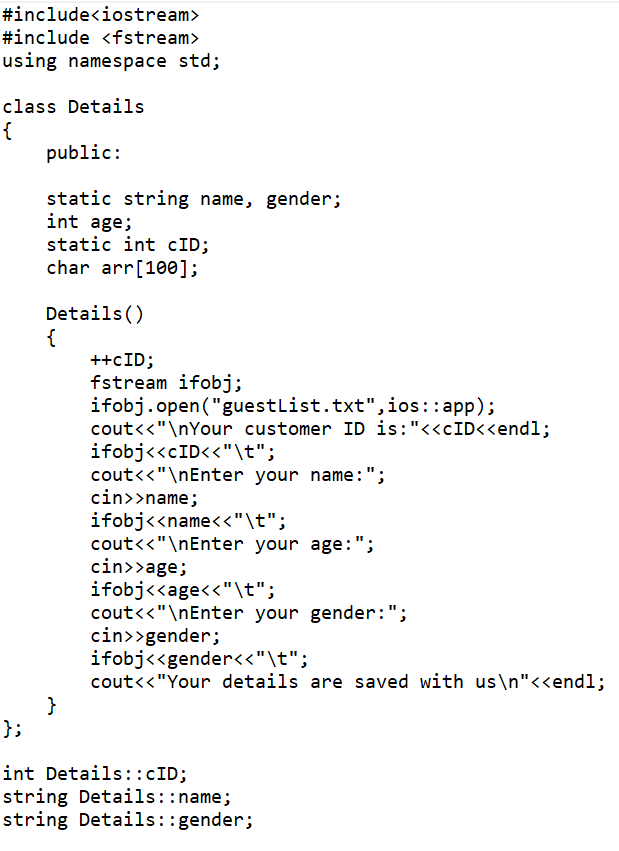 #include<iostream>
#include <fstream>
using namespace std;

class Details
{
    public:

    static string name, gender;
    int age;
    static int cID;
    char arr[100];

    Details()
    {
        ++cID;
        fstream ifobj;
        ifobj.open("guestList.txt",ios::app);
        cout<<"\nYour customer ID is:"<<cID<<endl;
        ifobj<<cID<<"\t";
        cout<<"\nEnter your name:";
        cin>>name;
        ifobj<<name<<"\t";
        cout<<"\nEnter your age:";
        cin>>age;
        ifobj<<age<<"\t";
        cout<<"\nEnter your gender:";
        cin>>gender;
        ifobj<<gender<<"\t";
        cout<<"Your details are saved with us\n"<<endl;
    }
};

int Details::cID;
string Details::name;
string Details::gender;